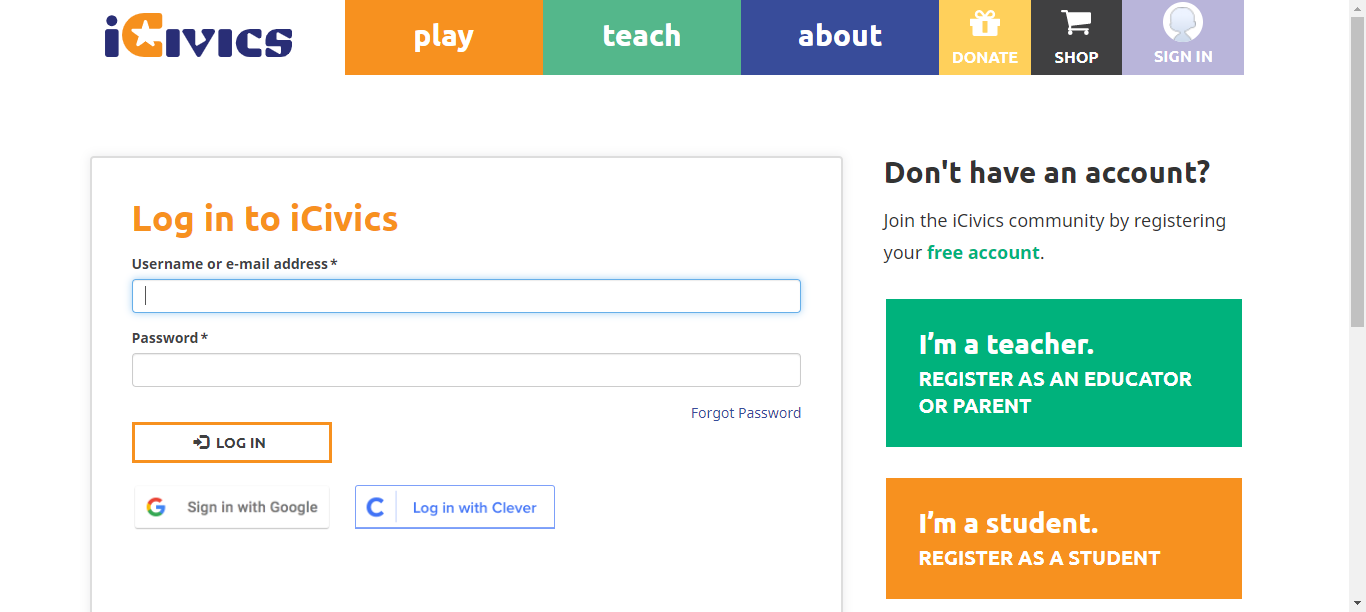 iCivics
play
teach
about
DONATE
SHOP
SIGN IN
Log in to iCivics
Username or e-mail address *
Password *
Forgot Password
LOG IN
Sign in with Google
Log in with Clever
Don't have an account?
Join the iCivics community by registering
your free account.
I'm a teacher.
REGISTER AS AN EDUCATOR
OR PARENT
I'm a student.
REGISTER AS A STUDENT